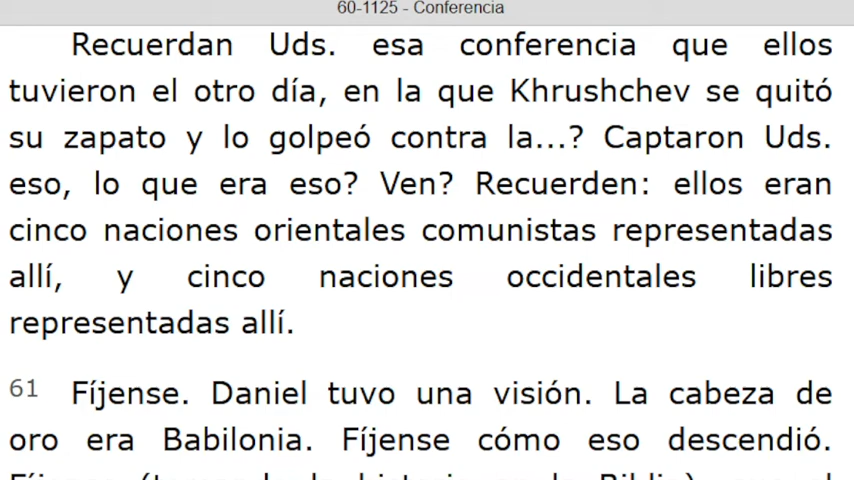 60-1125 - Conferencia
Recuerdan Uds. esa conferencia que ellos
tuvieron el otro día, en la que Khrushchev se quitó
su zapato y lo golpeó contra la...? Captaron Uds.
eso, lo que era eso? Ven? Recuerden: ellos eran
cinco naciones orientales comunistas representadas
allí, y cinco naciones occidentales libres
representadas allí.
61 Fíjense. Daniel tuvo una visión. La cabeza de
oro era Babilonia. Fíjense cómo eso descendió.